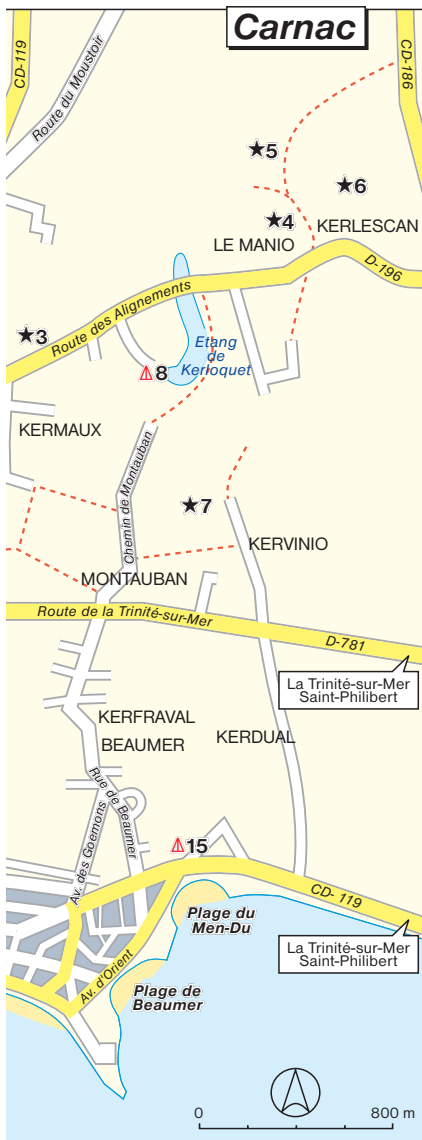 Carnac
CD-119
Route du Moustoir
CD-186
5
6
4
KERLESCAN
LE MANIO
D-196
Route des Alignements
3
Etang
de
Kerloquet
8
KERMAUX
Chemin de Montauban
7
KERVINIO
MONTAUBAN
Route de la Trinité-sur-Mer
D-781
La Trinité-sur-Mer
Saint-Philibert
KERFRAVAL
BEAUMER
KERDUAL
Rue de Beaumer
15
Av. des Goemons
CD- 119
Plage du
Men-Du
La Trinité-sur-Mer
Saint-Philibert
Av. d'Orient
Plage de
Beaumer
0
800 m